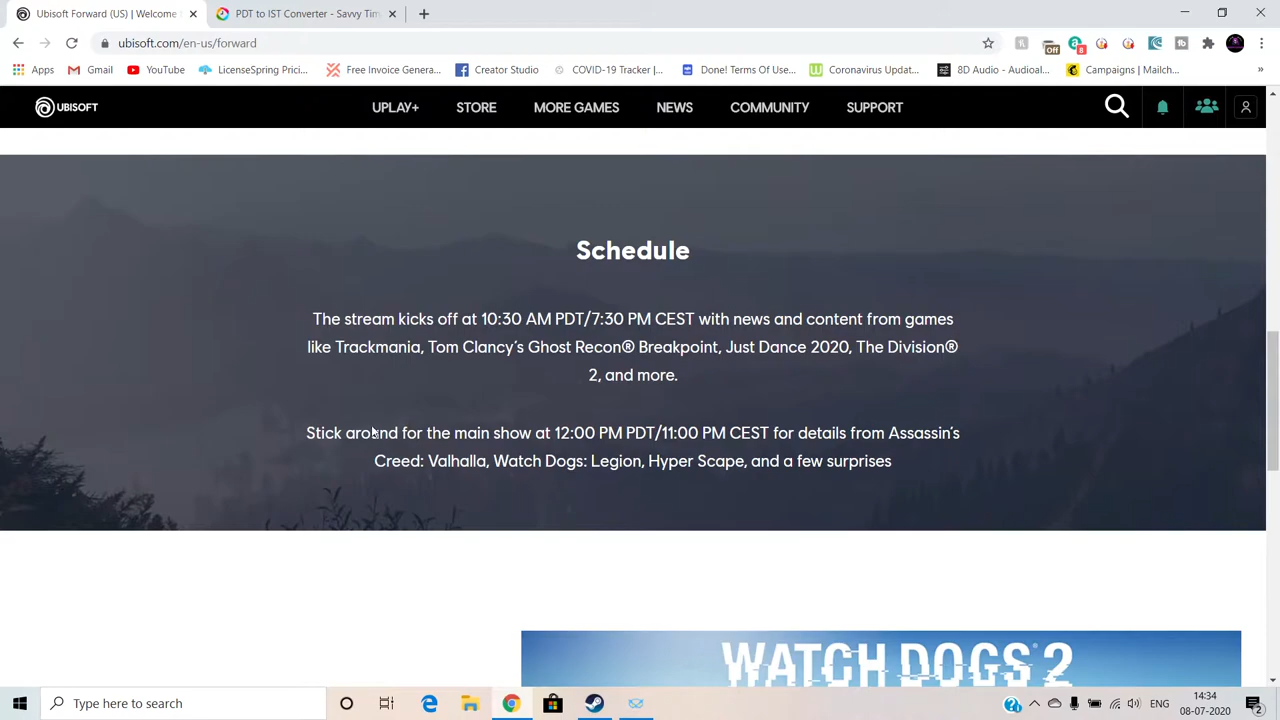 Ubisoft Forward (US) | Welcome
PDT to IST Converter - Savvy Tim
ubisoft.com/en-us/forward
Off
8
Apps
Gmail
YouTube
LicenseSpring Prici...
Free Invoice Genera...
Creator Studio
COVID-19 Tracker |...
Done! Terms Of Use...
Coronavirus Updat...
8D Audio - Audioal...
Campaigns | Mailch...
»
UBISOFT
UPLAY+
STORE
MORE GAMES
NEWS
COMMUNITY
SUPPORT
Schedule
The stream kicks off at 10:30 AM PDT/7:30 PM CEST with news and content from games
like Trackmania, Tom Clancy's Ghost Recon® Breakpoint, Just Dance 2020, The Division®
2, and more.
Stick around for the main show at 12:00 PM PDT/11:00 PM CEST for details from Assassin's
Creed: Valhalla, Watch Dogs: Legion, Hyper Scape, and a few surprises
WATCH DOGS 2
Type here to search
ENG
14:34
08-07-2020
2